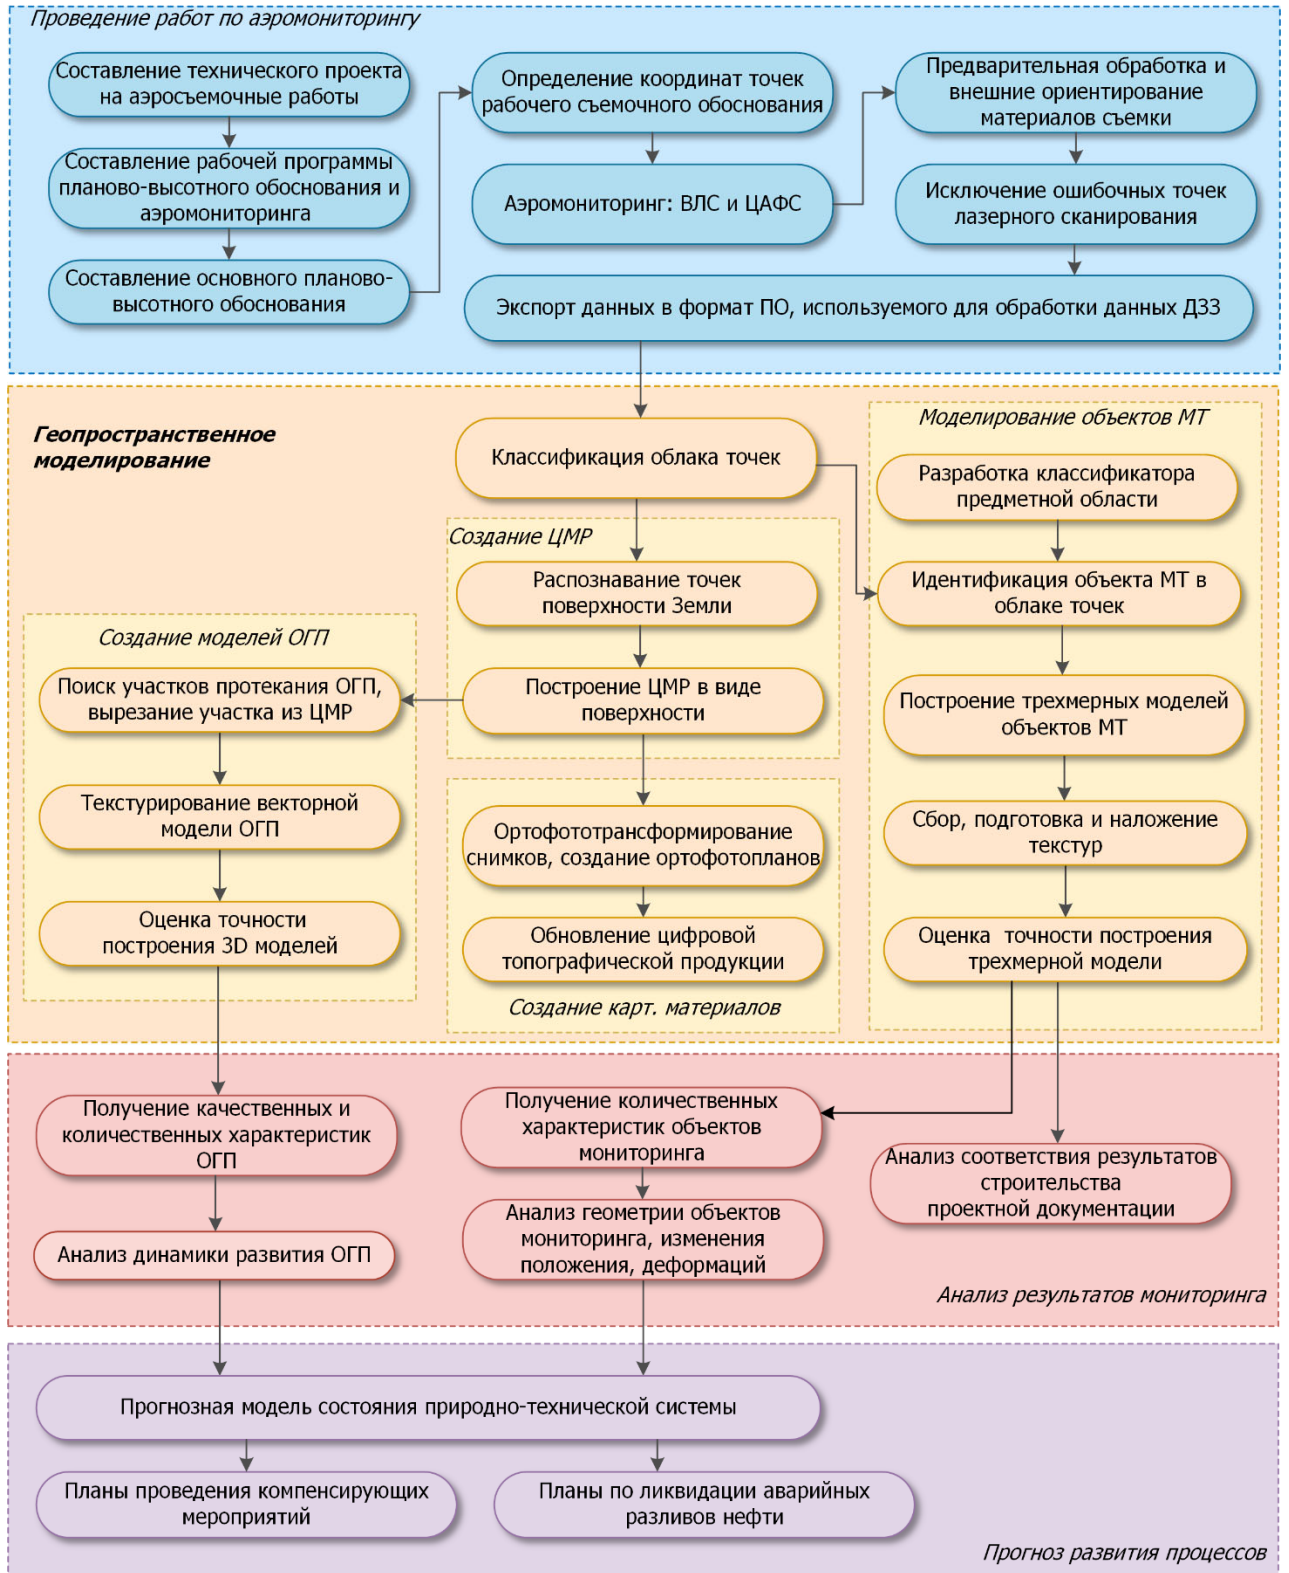 Проведение работ по аэромониторингу
Составление технического проекта
на аэросъемочные работы
Составление рабочей программы
планово-высотного обоснования и
аэромониторинга
Составление основного планово-
высотного обоснования
Определение координат точек
рабочего съемочного обоснования
Аэромониторинг: ВЛС и ЦАФС
Предварительная обработка и
внешние ориентирование
материалов съемки
Исключение ошибочных точек
лазерного сканирования
Экспорт данных в формат ПО, используемого для обработки данных ДЗЗ
Геопространственное
моделирование
Классификация облака точек
Создание ЦМР
Распознавание точек
поверхности Земли
Построение ЦМР в виде
поверхности
Создание моделей ОГП
Поиск участков протекания ОГП,
вырезание участка из ЦМР
Текстурирование векторной
модели ОГП
Оценка точности
построения 3D моделей
Ортофототрансформирование
снимков, создание ортофотопланов
Обновление цифровой
топографической продукции
Создание карт. материалов
Моделирование объектов МТ
Разработка классификатора
предметной области
Идентификация объекта МТ в
облаке точек
Построение трехмерных моделей
объектов МТ
Сбор, подготовка и наложение
текстур
Оценка точности построения
трехмерной модели
Получение качественных и
количественных характеристик
ОГП
Анализ динамики развития ОГП
Получение количественных
характеристик объектов
мониторинга
Анализ геометрии объектов
мониторинга, изменения
положения, деформаций
Анализ соответствия результатов
строительства
проектной документации
Анализ результатов мониторинга
Прогнозная модель состояния природно-технической системы
Планы проведения компенсирующих
мероприятий
Планы по ликвидации аварийных
разливов нефти
Прогноз развития процессов